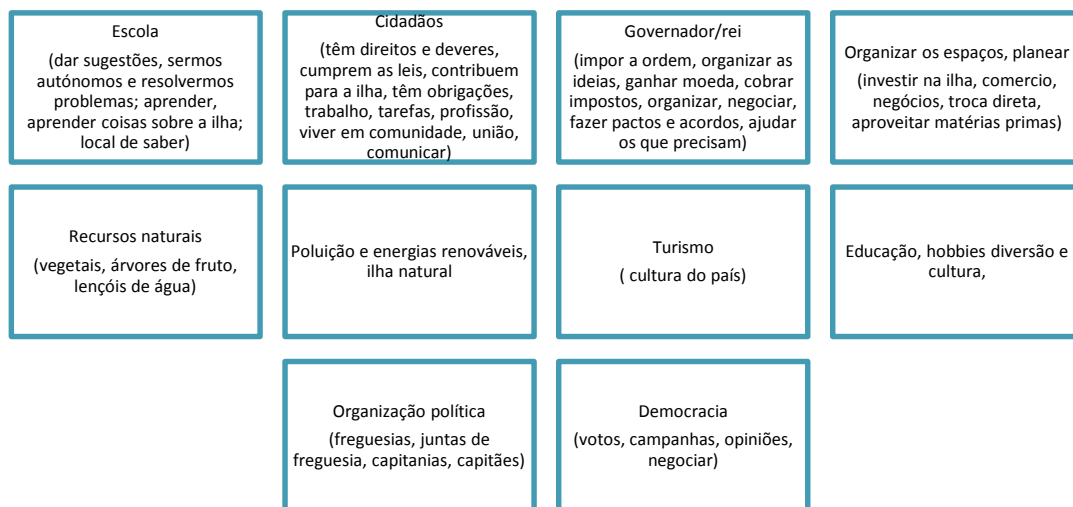 Escola
(dar sugestões, sermos
autónomos e resolvermos
problemas; aprender,
aprender coisas sobre a ilha;
local de saber)
Cidadãos
(têm direitos e deveres,
cumprem as leis, contribuem
para a ilha, têm obrigações,
trabalho, tarefas, profissão,
viver em comunidade, união,
comunicar)
Governador/rei
(impor a ordem, organizar as
ideias, ganhar moeda, cobrar
impostos, organizar, negociar,
fazer pactos e acordos, ajudar
os que precisam)
Organizar os espaços, planear
(investir na ilha, comercio,
negócios, troca direta,
aproveitar matérias primas)
Recursos naturais
(vegetais, árvores de fruto,
lençóis de água)
Poluição e energias renováveis,
ilha natural
Turismo
( cultura do país)
Educação, hobbies diversão e
cultura,
Organização política
(freguesias, juntas de
freguesia, capitanias, capitães)
Democracia
(votos, campanhas, opiniões,
negociar)